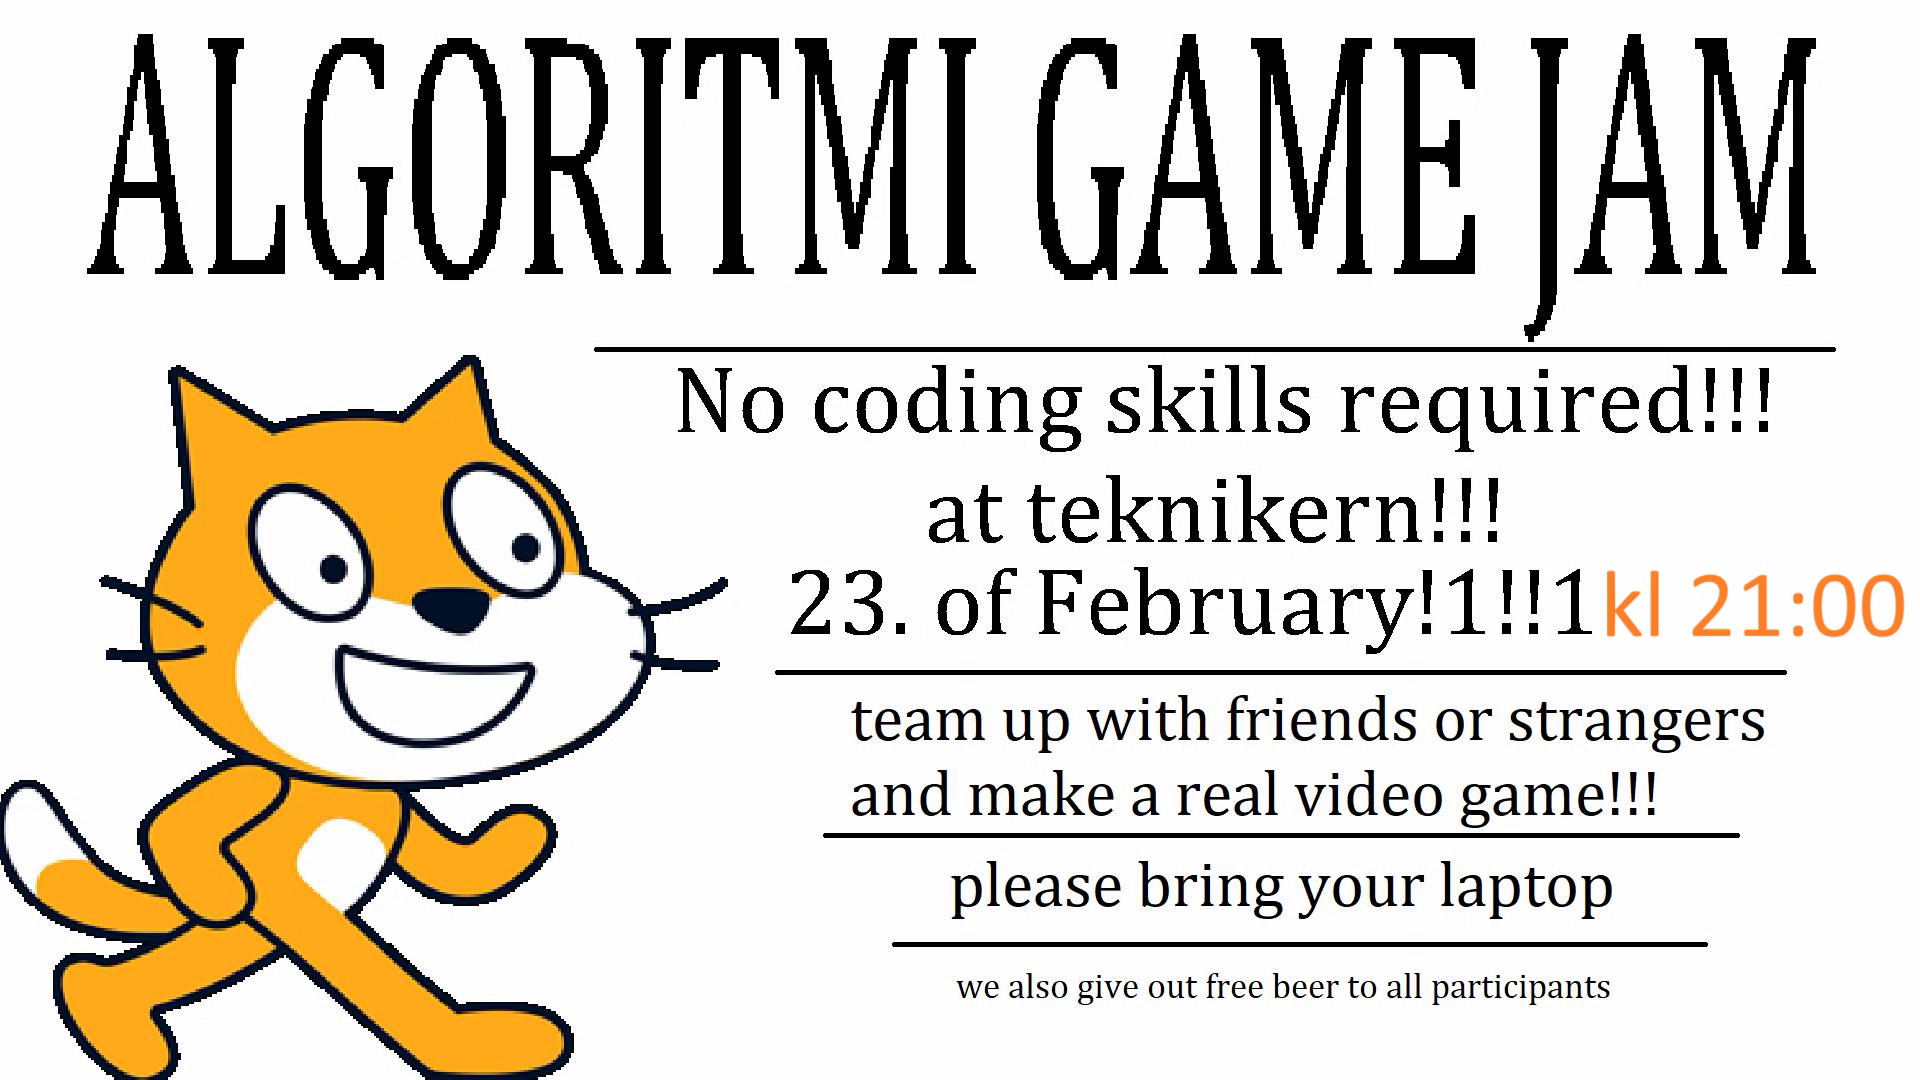 ALGORITMI GAME JAM
No coding skills required!!!
at teknikern!!!
23. of February!1!!1 kl 21:00
team up with friends or strangers
and make a real video game!!!
please bring your laptop
we also give out free beer to all participants